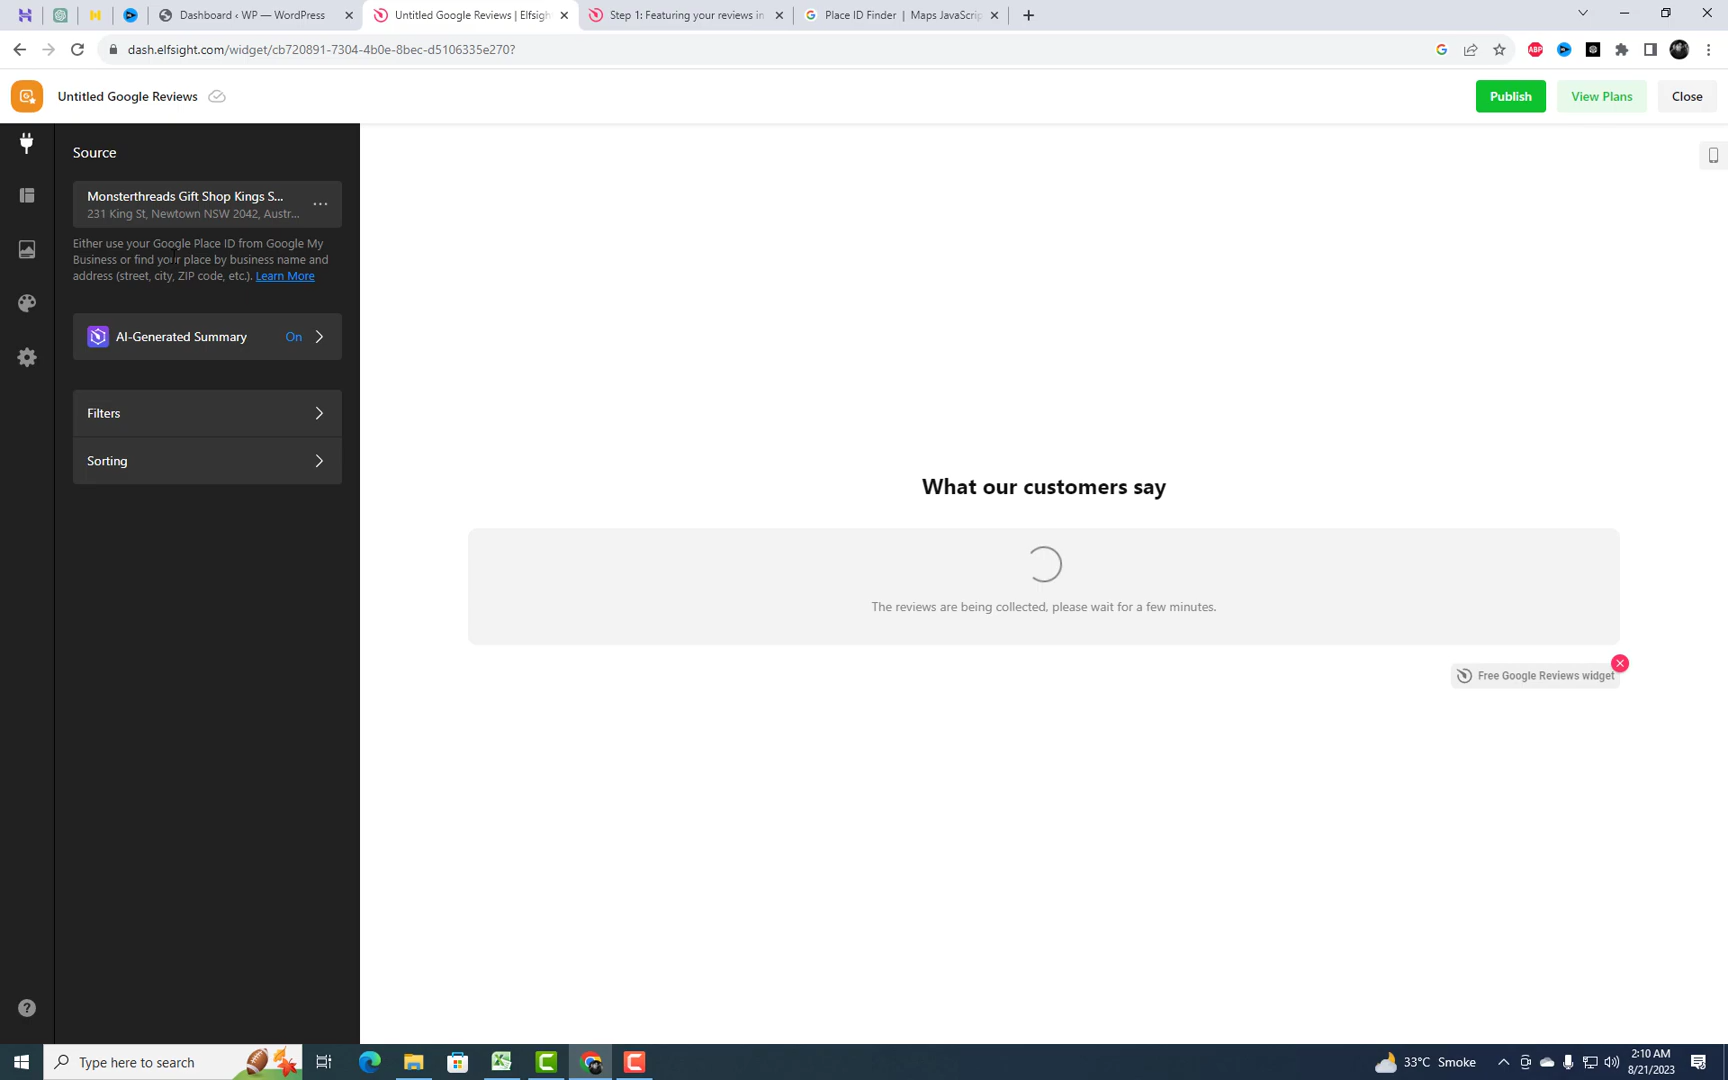 Dashboard ‹ WP — WordPress
Untitled Google Reviews | Elfsigh
Step 1: Featuring your reviews in
Place ID Finder | Maps JavaScrip
dash.elfsight.com/widget/cb720891-7304-4b0e-8bec-d5106335e270?
ABP
Untitled Google Reviews
Publish
View Plans
Close
Source
Monsterthreads Gift Shop Kings S...
231 King St, Newtown NSW 2042, Austr...
Either use your Google Place ID from Google My
Business or find your place by business name and
address (street, city, ZIP code, etc.). Learn More
AI-Generated Summary
On
Filters
Sorting
What our customers say
The reviews are being collected, please wait for a few minutes.
Free Google Reviews widget
Type here to search
33°C Smoke
2:10 AM
8/21/2023